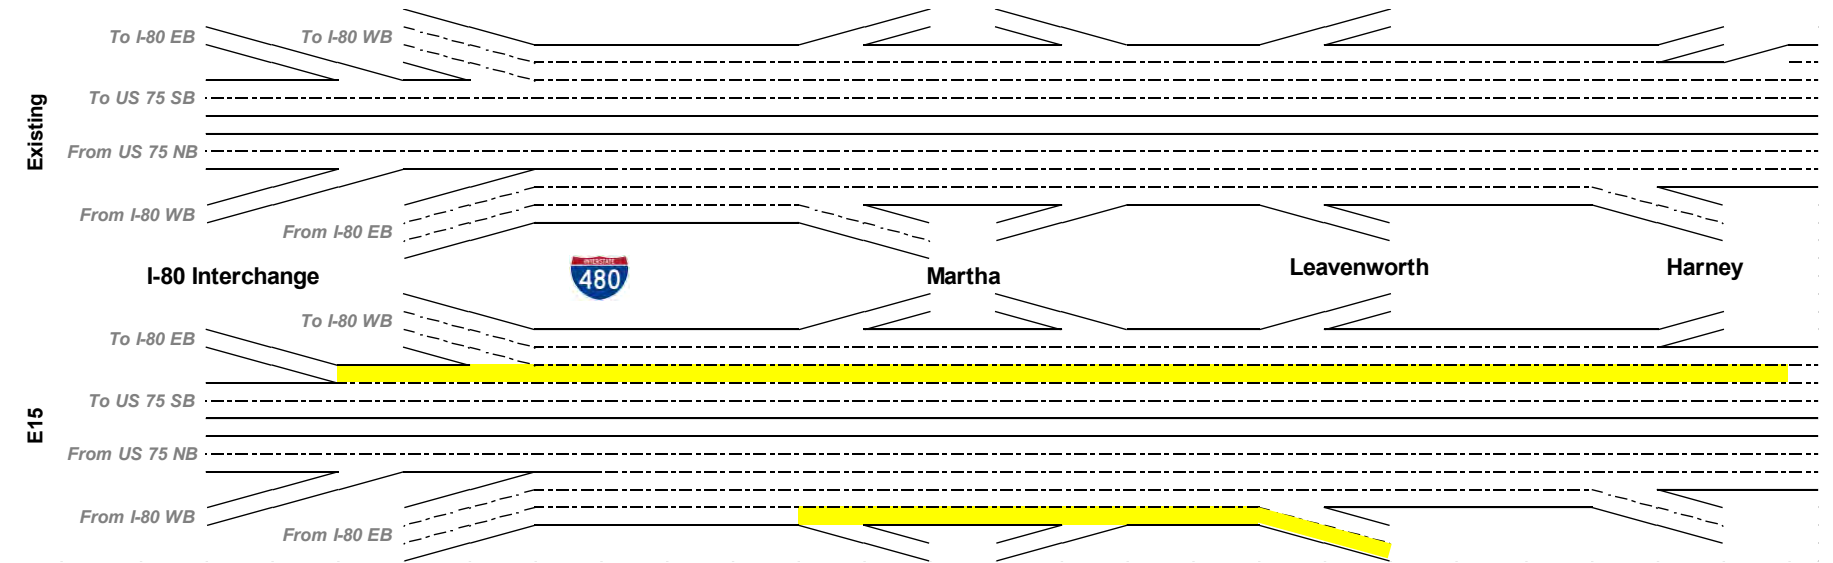 To I-80 EB
To I-80 WB
To US 75 SB
Existing
From US 75 NB
From I-80 WB
From I-80 EB
I-80 Interchange
INTERSTATE
480
Martha
Leavenworth
Harney
To I-80 WB
To I-80 EB
To US 75 SB
E15
From US 75 NB
From I-80 WB
From I-80 EB